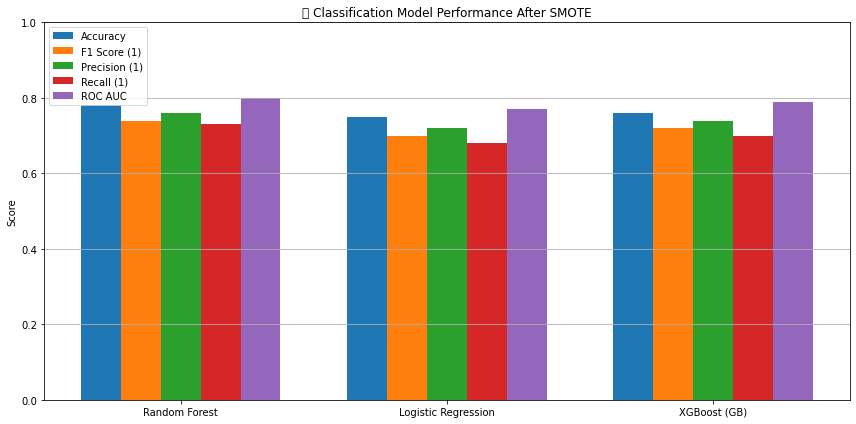 Classification Model Performance After SMOTE
Accuracy
F1 Score (1)
Precision (1)
Recall (1)
ROC AUC
1.0
0.8
0.6
0.4
0.2
0.0
Score
Random Forest
Logistic Regression
XGBoost (GB)